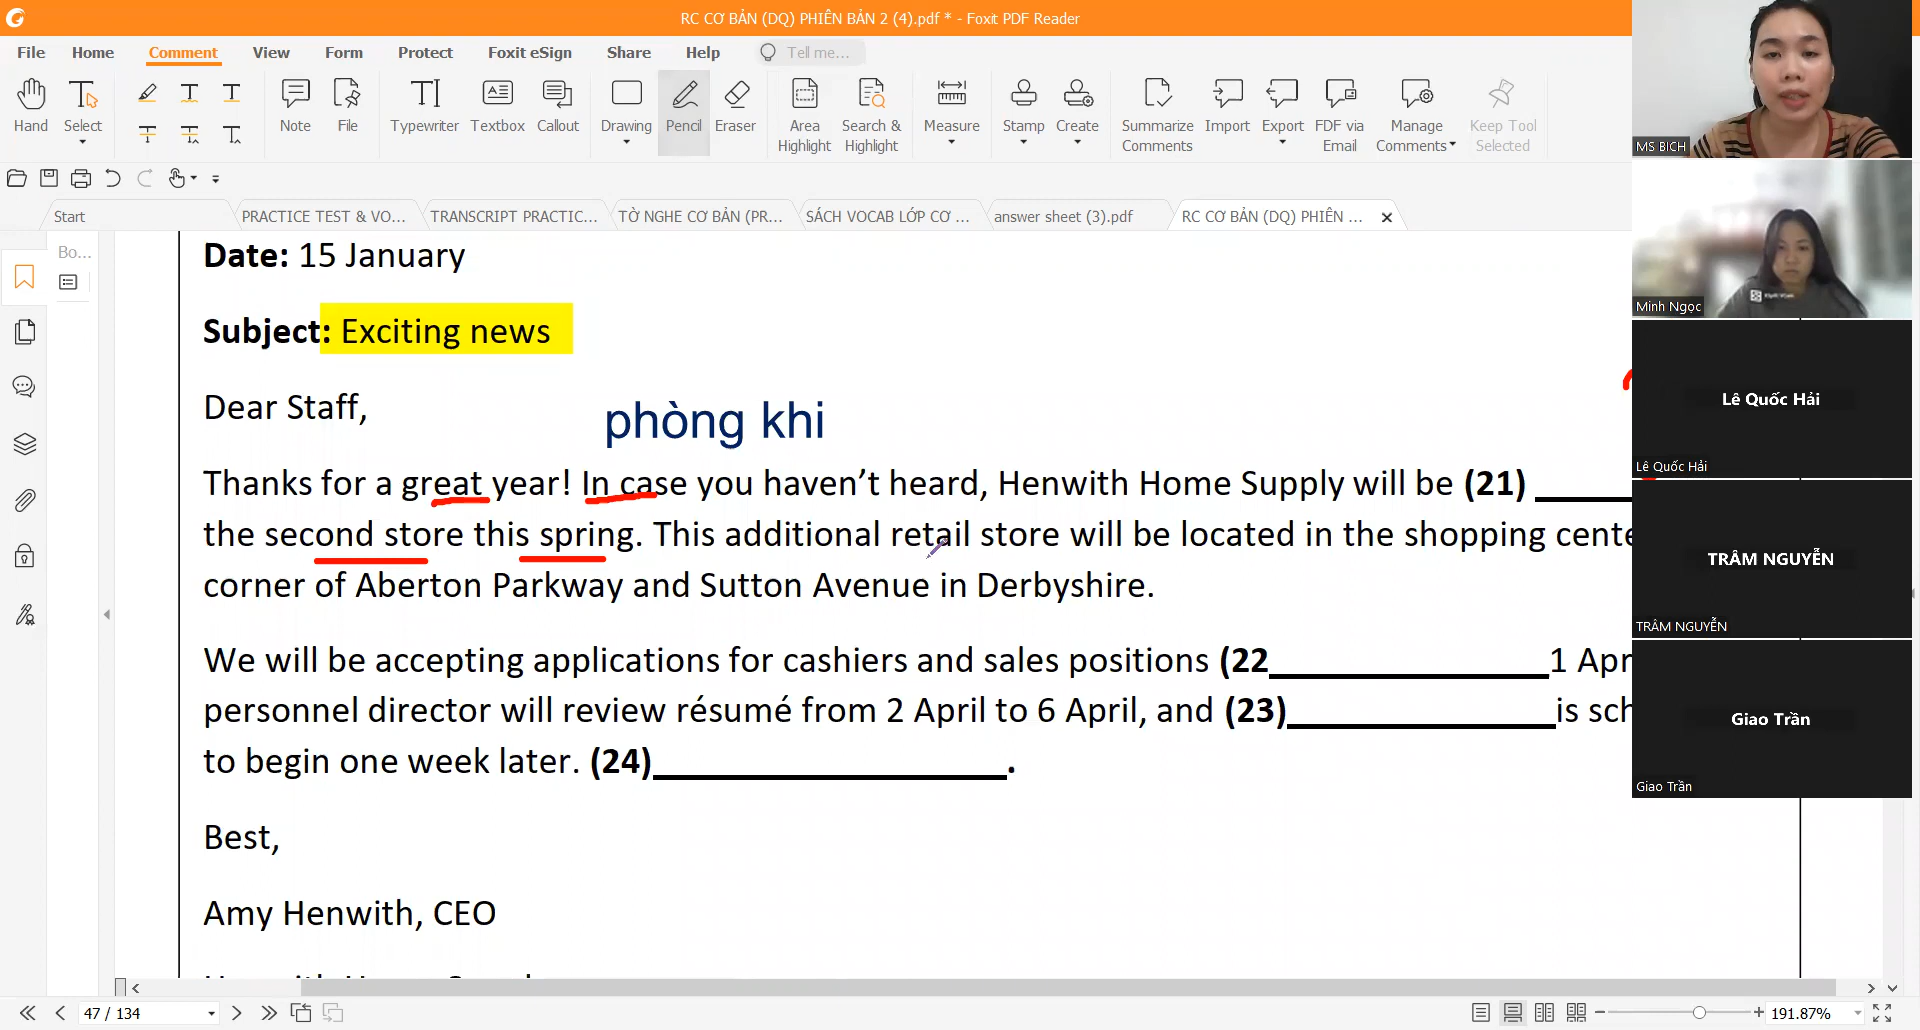 RC CƠ BẢN (DQ) PHIÊN BẢN 2 (4).pdf * - Foxit PDF Reader
File Home Comment View Form Protect Foxit eSign Share Help Tell me...
Hand Select Note File Typewriter Textbox Callout Drawing Pencil Eraser Area Highlight Search & Highlight Measure Stamp Create Summarize Comments Import Export FDF via Email Manage Comments Keep Tool Selected
Start PRACTICE TEST & VO... TRANSCRIPT PRACTIC... TỜ NGHE CƠ BẢN (PR... SÁCH VOCAB LỚP CƠ ... answer sheet (3).pdf RC CƠ BẢN (DQ) PHIÊN ...
Bo...
Date: 15 January
Subject: Exciting news
Dear Staff,
phòng khi
Thanks for a great year! In case you haven't heard, Henwith Home Supply will be (21) ______
the second store this spring. This additional retail store will be located in the shopping cente
corner of Aberton Parkway and Sutton Avenue in Derbyshire.
We will be accepting applications for cashiers and sales positions (22______________1 Apr
personnel director will review résumé from 2 April to 6 April, and (23)______________is sch
to begin one week later. (24)__________________.
Best,
Amy Henwith, CEO
MS BICH
Minh Ngọc
Lê Quốc Hải
Lê Quốc Hải
TRÂM NGUYỄN
TRÂM NGUYỄN
Giao Trần
Giao Trần
47 / 134
191.87%